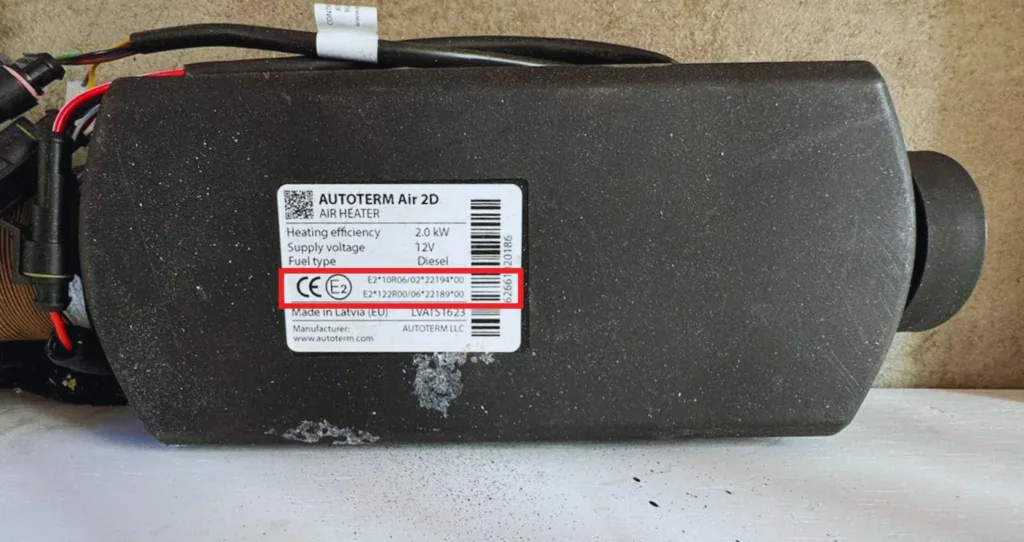 AUTOTERM Air 2D
AIR HEATER
Heating efficiency 2.0 kW
Supply voltage 12V
Fuel type Diesel
CE E2 E2*10R06/02*22194*00
E2*122R00/06*22189*00
Made in Latvia (EU) LVATS1623
Manufacturer: AUTOTERM LLC
www.autoterm.com